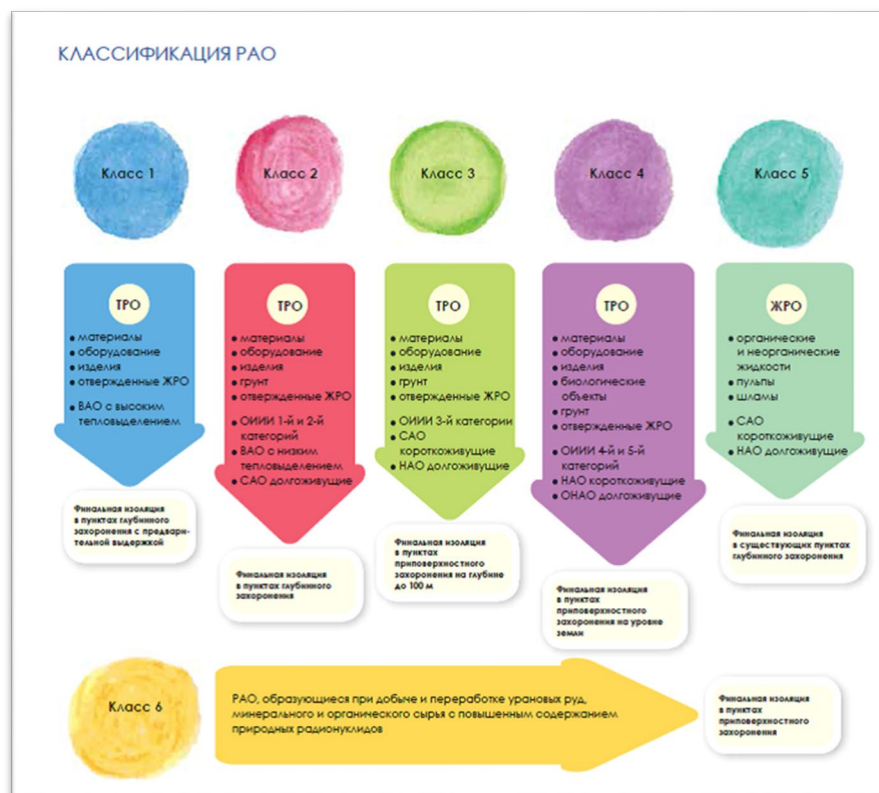 КЛАССИФИКАЦИЯ РАО
Класс 1
Класс 2
Класс 3
Класс 4
Класс 5
ТРО
• материалы
• оборудование
• изделия
• отвержденные ЖРО
• ВАО с высоким
тепловыделением
Финальная изоляция
в пунктах глубинного
захоронения с предвари-
тельной выдержкой
ТРО
• материалы
• оборудование
• изделия
• грунт
• отвержденные ЖРО
• ОИИИ 1-й и 2-й
категорий
• ВАО с низким
тепловыделением
• САО долгоживущие
Финальная изоляция
в пунктах глубинного
захоронения
ТРО
• материалы
• оборудование
• изделия
• грунт
• отвержденные ЖРО
• ОИИИ 3-й категории
• САО
короткоживущие
• НАО долгоживущие
Финальная изоляция
в пунктах
приповерхностного
захоронения на глубине
до 100 м
ТРО
• материалы
• оборудование
• изделия
• биологические
объекты
• грунт
• отвержденные ЖРО
• ОИИИ 4-й и 5-й
категорий
• НАО короткоживущие
• ОНАО долгоживущие
Финальная изоляция
в пунктах
приповерхностного
захоронения на уровне
земли
ЖРО
• органические
и неорганические
жидкости
• пульпы
• шламы
• САО
короткоживущие
• НАО долгоживущие
Финальная изоляция
в существующих пунктах
глубинного захоронения
Класс 6
РАО, образующиеся при добыче и переработке урановых руд,
минерального и органического сырья с повышенным содержанием
природных радионуклидов
Финальная изоляция
в пунктах
приповерхностного
захоронения